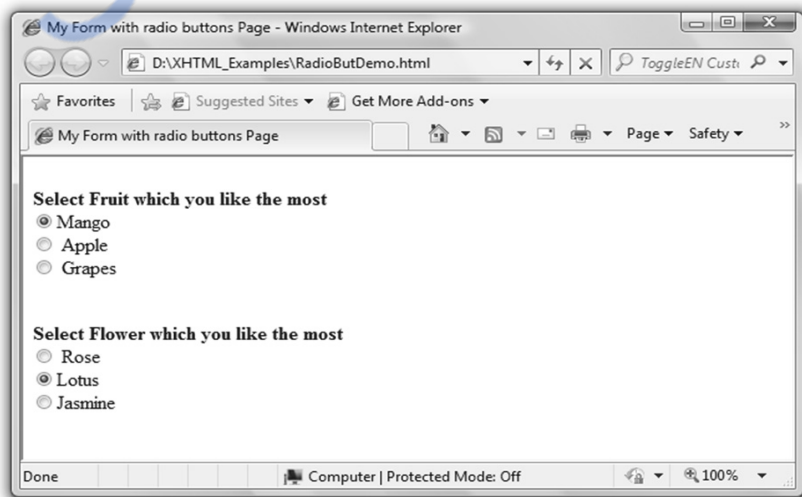 My Form with radio buttons Page - Windows Internet Explorer
D:\XHTML_Examples\RadioButDemo.html
ToggleEN Custo
Favorites Suggested Sites Get More Add-ons
My Form with radio buttons Page Page Safety »
Select Fruit which you like the most
Mango
Apple
Grapes
Select Flower which you like the most
Rose
Lotus
Jasmine
Done Computer | Protected Mode: Off 100%